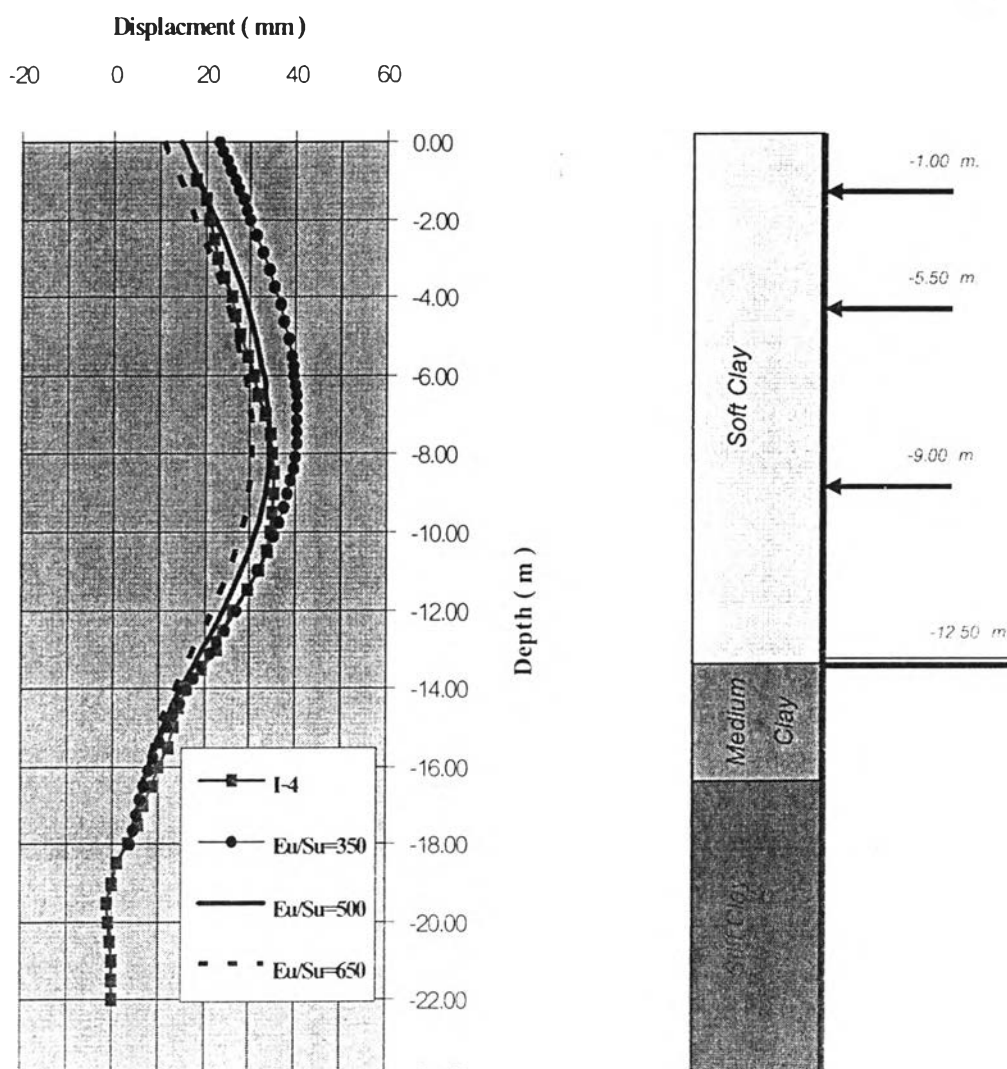 Displacment ( mm )
-20 0 20 40 60
0.00
-2.00
-4.00
-6.00
-8.00
-10.00
-12.00
-14.00
-16.00
-18.00
-20.00
-22.00
Depth ( m )
I-4
Eu/Su=350
Eu/Su=500
Eu/Su=650
-1.00 m.
-5.50 m
-9.00 m
-12.50 m
Soft Clay
Medium
Clay
Stiff Clay